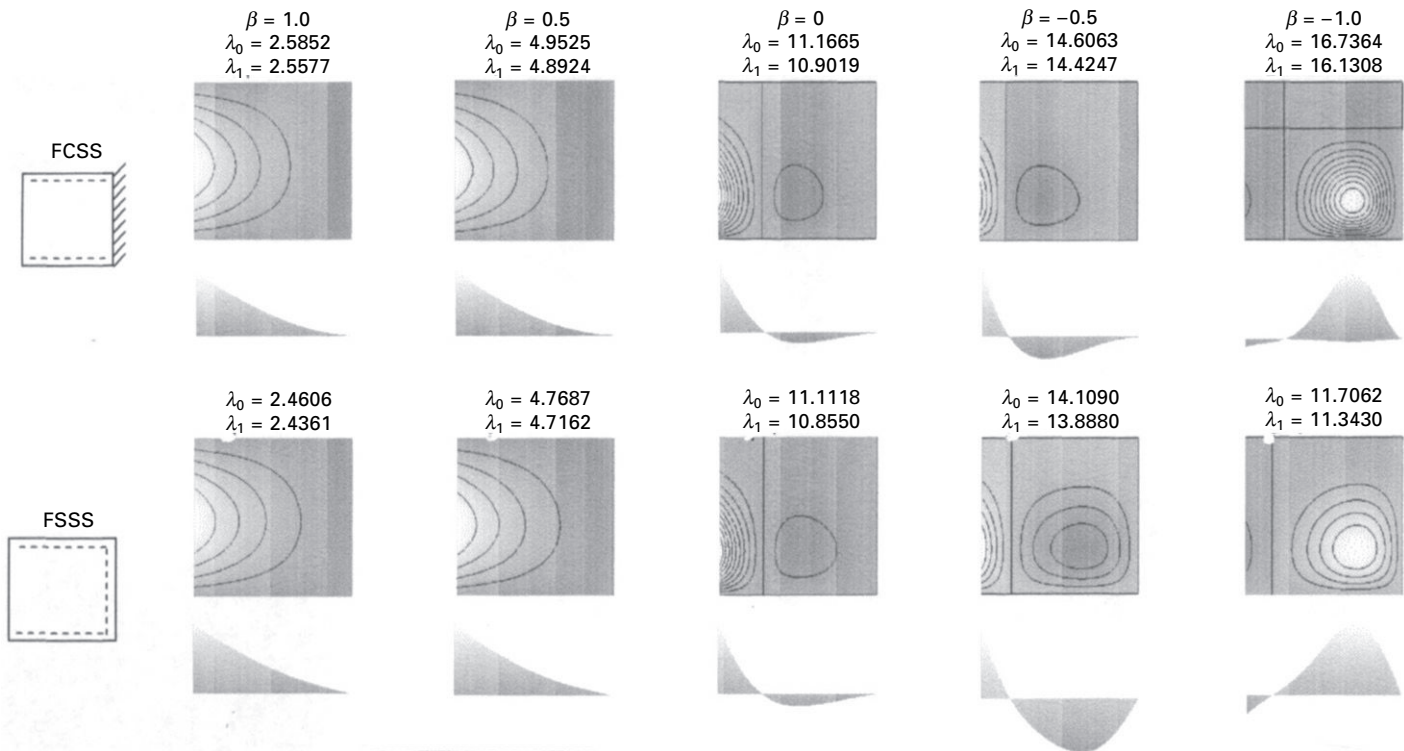 β = 1.0
λ₀ = 2.5852
λ₁ = 2.5577
β = 0.5
λ₀ = 4.9525
λ₁ = 4.8924
β = 0
λ₀ = 11.1665
λ₁ = 10.9019
β = −0.5
λ₀ = 14.6063
λ₁ = 14.4247
β = −1.0
λ₀ = 16.7364
λ₁ = 16.1308
FCSS
λ₀ = 2.4606
λ₁ = 2.4361
λ₀ = 4.7687
λ₁ = 4.7162
λ₀ = 11.1118
λ₁ = 10.8550
λ₀ = 14.1090
λ₁ = 13.8880
λ₀ = 11.7062
λ₁ = 11.3430
FSSS